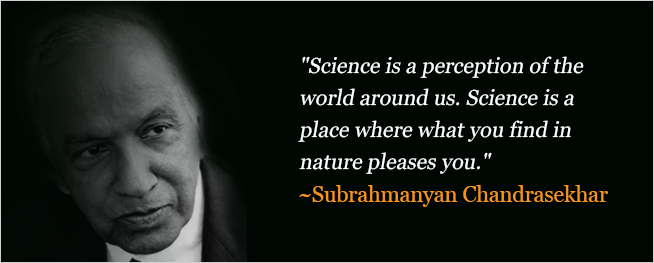 "Science is a perception of the
world around us. Science is a
place where what you find in
nature pleases you."
~Subrahmanyan Chandrasekhar